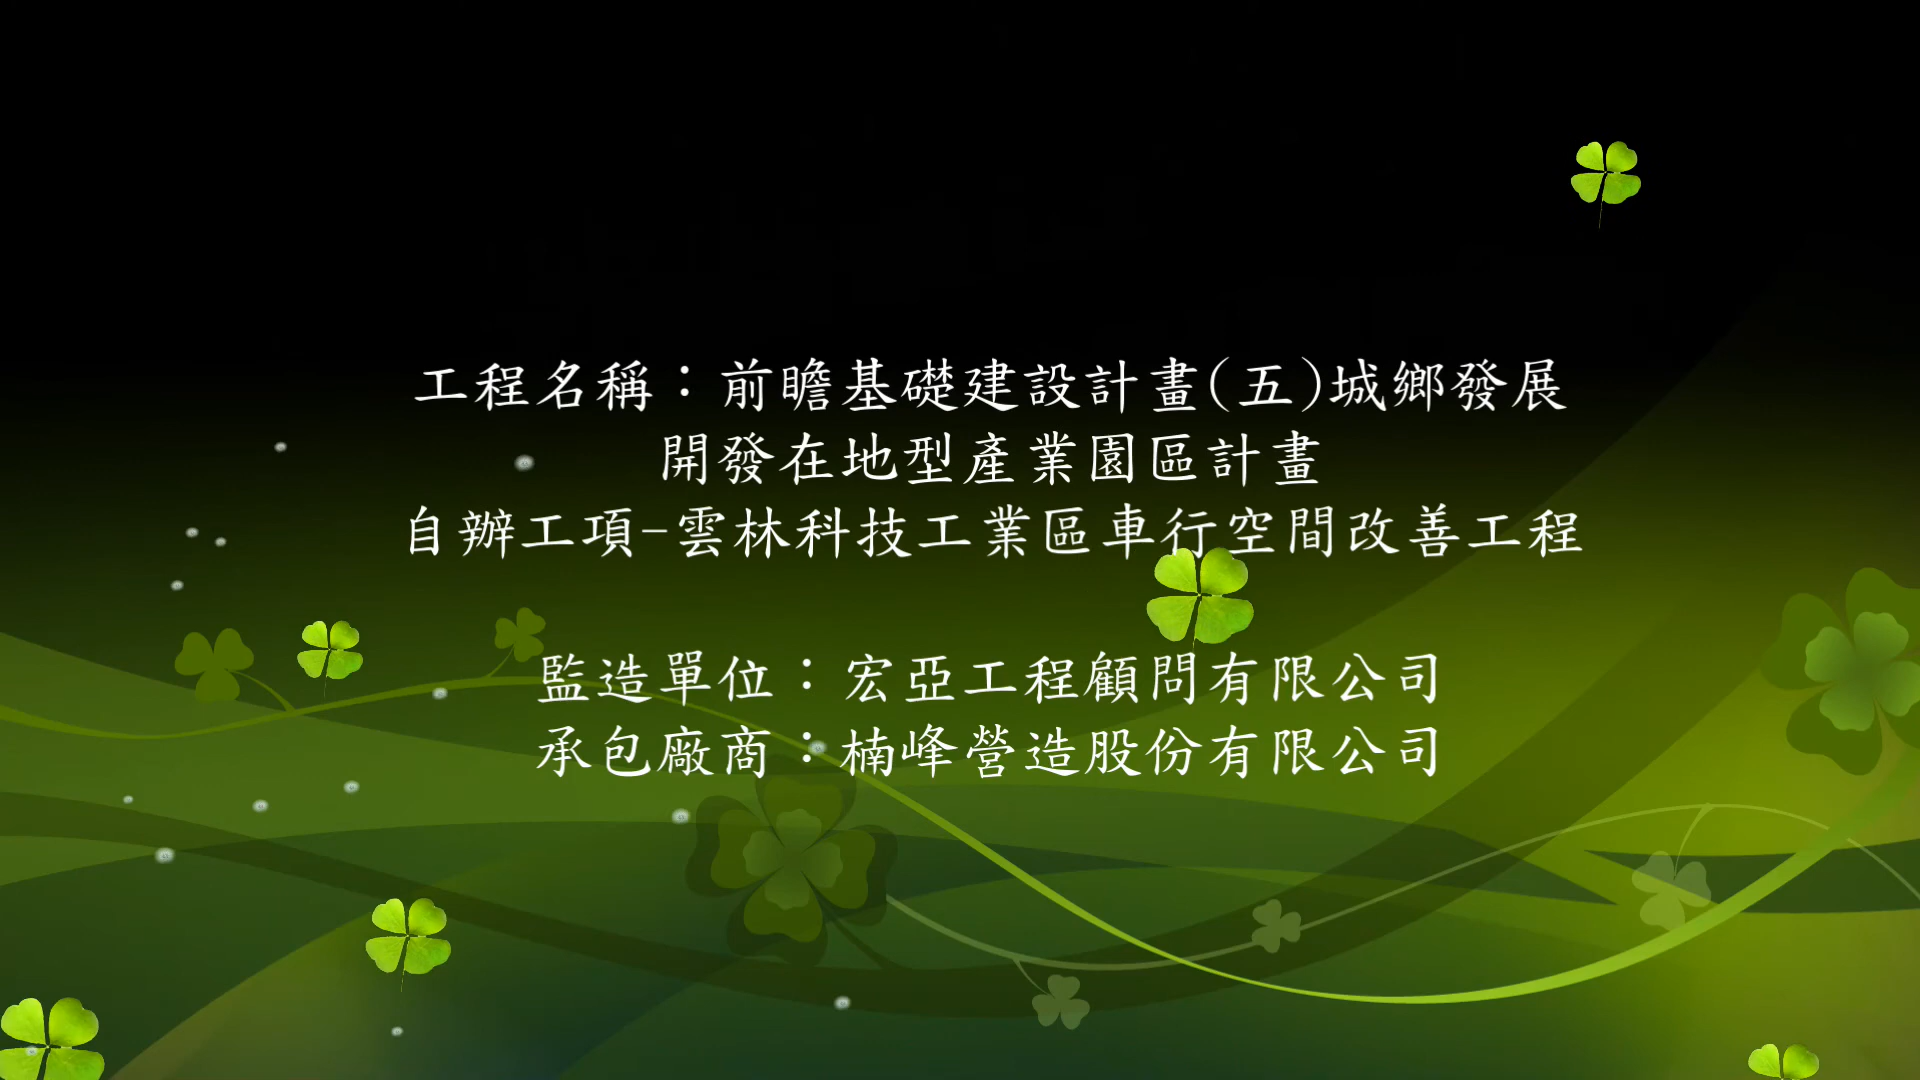 工程名稱：前瞻基礎建設計畫(五)城鄉發展
開發在地型產業園區計畫
自辦工項-雲林科技工業區車行空間改善工程
監造單位：宏亞工程顧問有限公司
承包廠商：楠峰營造股份有限公司